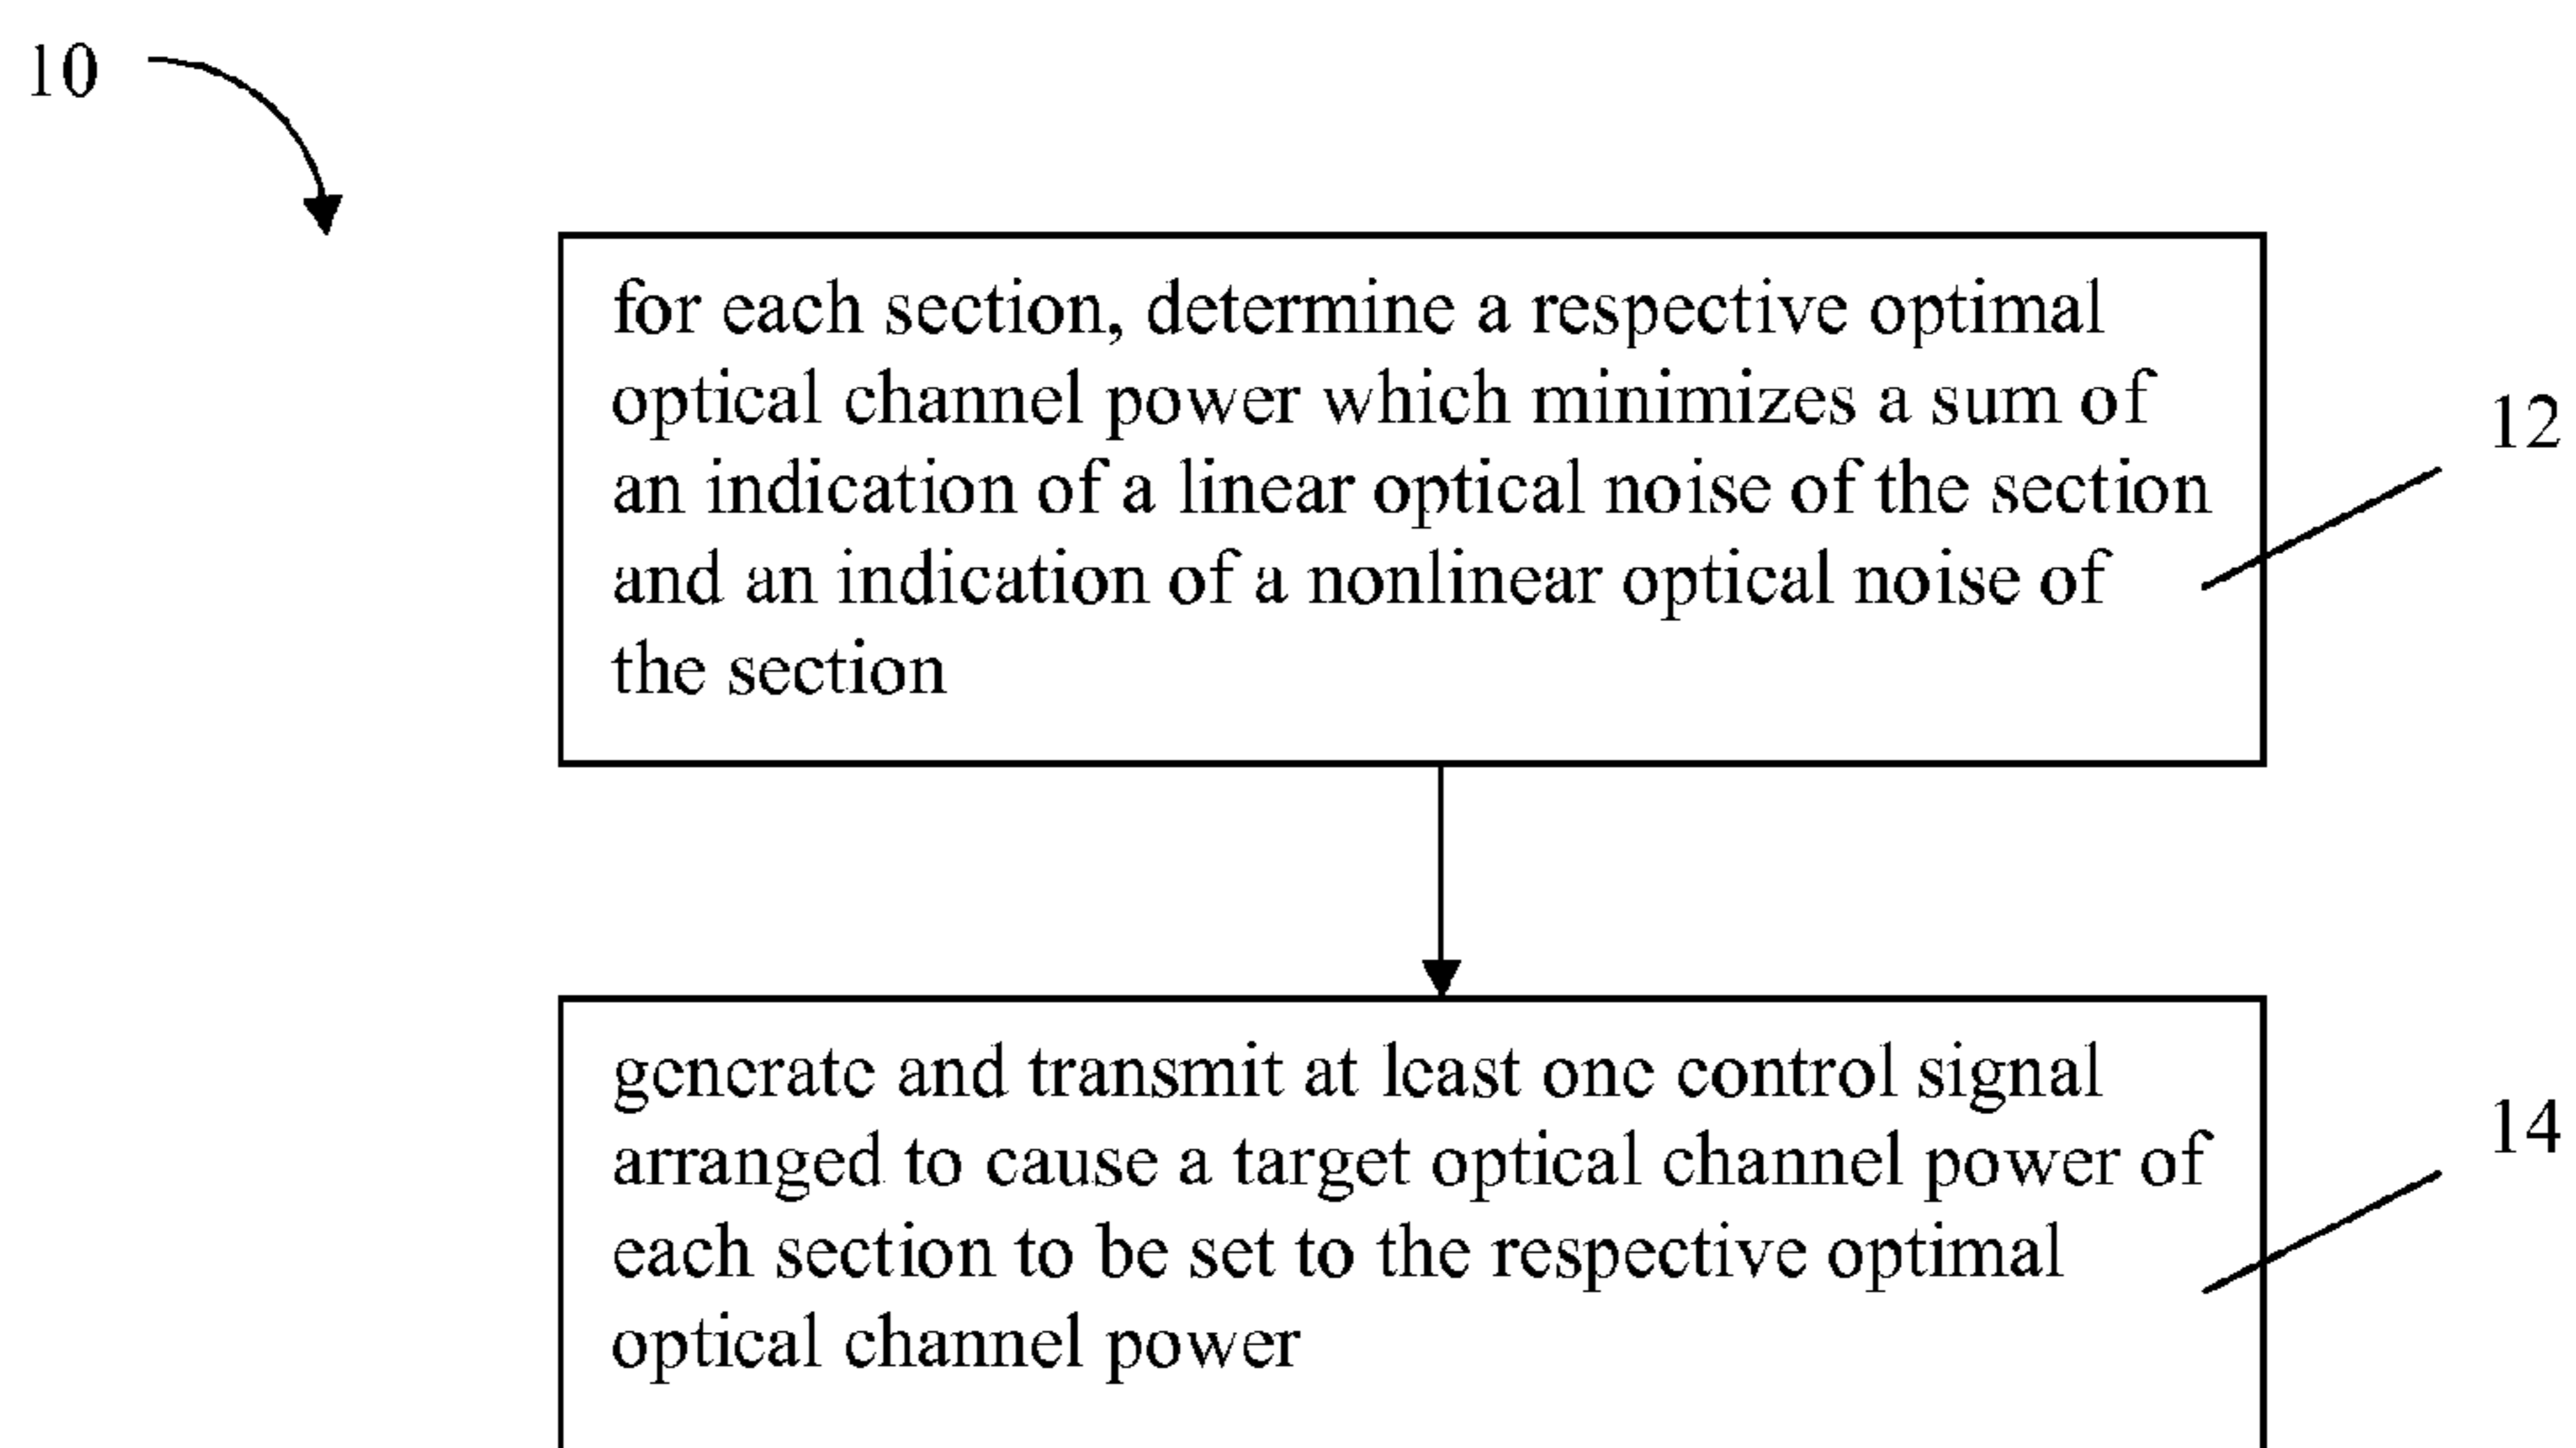 10
for each section, determine a respective optimal
optical channel power which minimizes a sum of
an indication of a linear optical noise of the section
and an indication of a nonlinear optical noise of
the section
12
generate and transmit at least one control signal
arranged to cause a target optical channel power of
each section to be set to the respective optimal
optical channel power
14